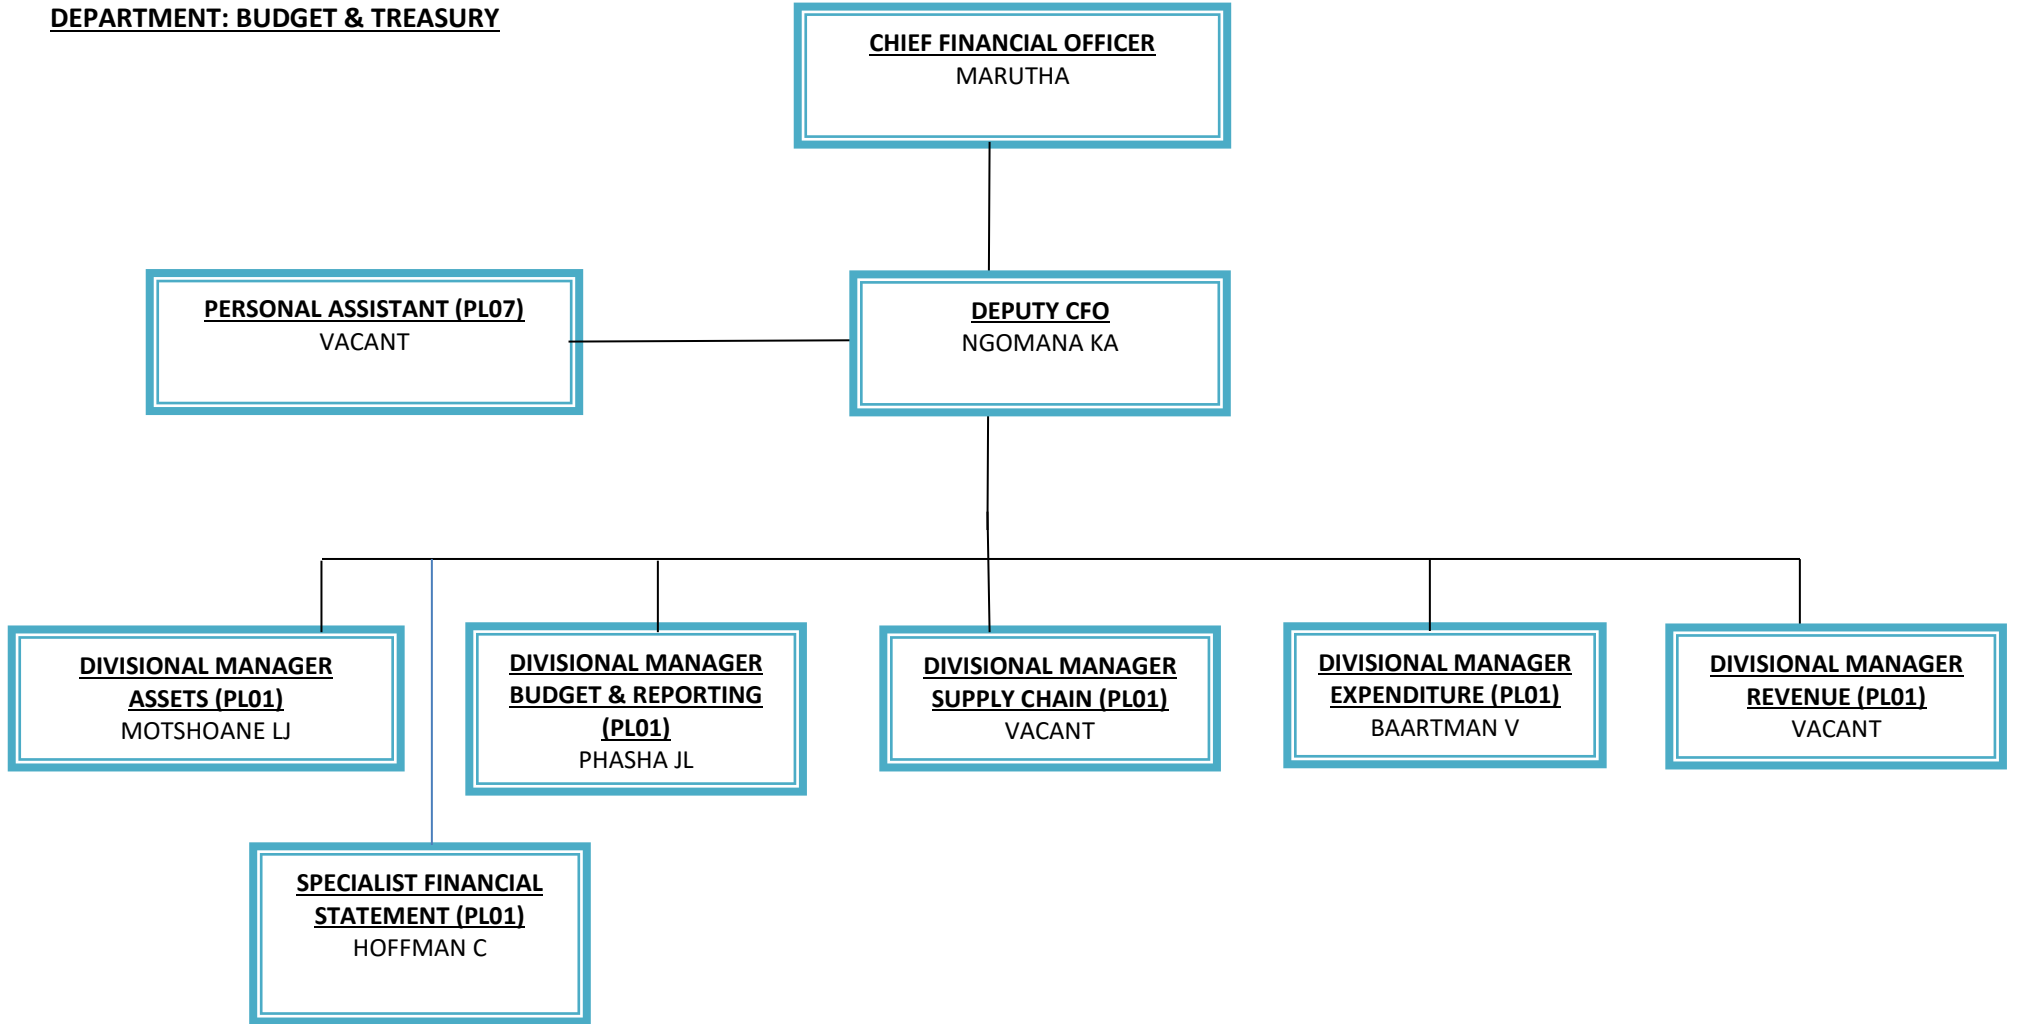 DEPARTMENT: BUDGET & TREASURY
CHIEF FINANCIAL OFFICER
MARUTHA
PERSONAL ASSISTANT (PL07)
VACANT
DEPUTY CFO
NGOMANA KA
DIVISIONAL MANAGER
ASSETS (PL01)
MOTSHOANE LJ
DIVISIONAL MANAGER
BUDGET & REPORTING
(PL01)
PHASHA JL
DIVISIONAL MANAGER
SUPPLY CHAIN (PL01)
VACANT
DIVISIONAL MANAGER
EXPENDITURE (PL01)
BAARTMAN V
DIVISIONAL MANAGER
REVENUE (PL01)
VACANT
SPECIALIST FINANCIAL
STATEMENT (PL01)
HOFFMAN C